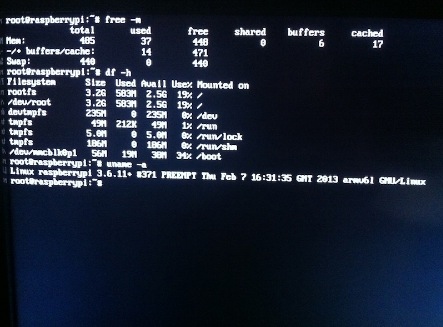 root@raspberrypi:~# free -m
total used free shared buffers cached
Mem: 485 37 448 0 6 17
-/+ buffers/cache: 14 471
Swap: 440 0 440
root@raspberrypi:~# df -h
Filesystem Size Used Avail Use% Mounted on
rootfs 3.2G 583M 2.5G 19% /
/dev/root 3.2G 583M 2.5G 19% /
devtmpfs 235M 0 235M 0% /dev
tmpfs 49M 212K 49M 1% /run
tmpfs 5.0M 0 5.0M 0% /run/lock
tmpfs 186M 0 186M 0% /run/shm
/dev/mmcblk0p1 56M 19M 38M 34% /boot
root@raspberrypi:~# uname -a
Linux raspberrypi 3.6.11+ #371 PREEMPT Thu Feb 7 16:31:35 GMT 2013 armv6l GNU/Linux
root@raspberrypi:~#